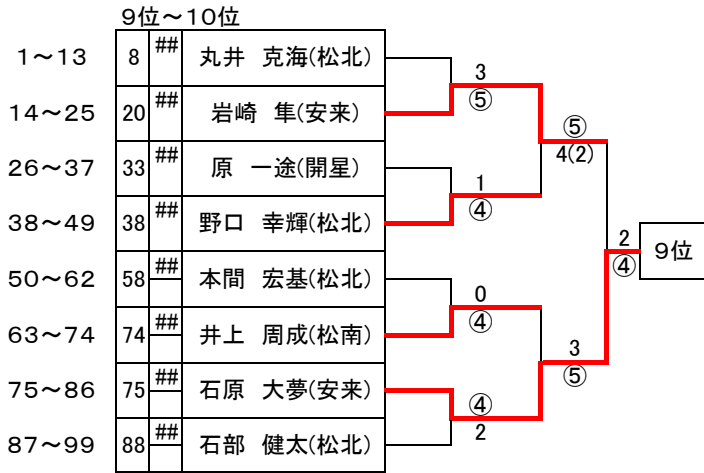 9位～10位
1～13 8 ## 丸井 克海(松北)
3
⑤
14～25 20 ## 岩崎 隼(安来)
⑤
4(2)
26～37 33 ## 原 一途(開星)
1
④
38～49 38 ## 野口 幸輝(松北)
2
④
9位
50～62 58 ## 本間 宏基(松北)
0
④
63～74 74 ## 井上 周成(松南)
3
⑤
75～86 75 ## 石原 大夢(安来)
④
2
87～99 88 ## 石部 健太(松北)